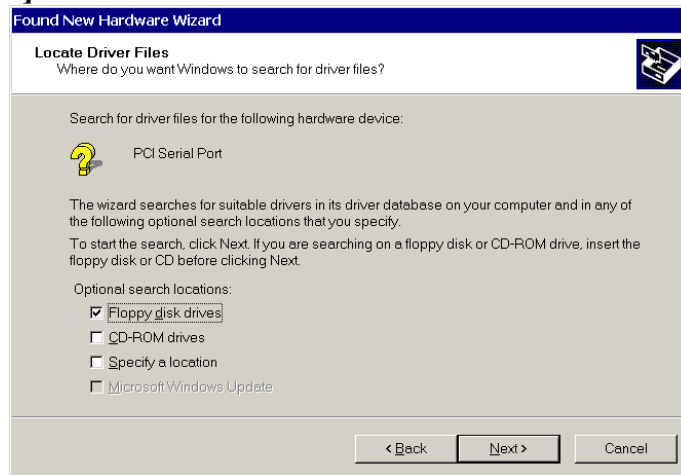 Found New Hardware Wizard
Locate Driver Files
Where do you want Windows to search for driver files?
Search for driver files for the following hardware device:
PCI Serial Port
The wizard searches for suitable drivers in its driver database on your computer and in any of
the following optional search locations that you specify.
To start the search, click Next. If you are searching on a floppy disk or CD-ROM drive, insert the
floppy disk or CD before clicking Next.
Optional search locations:
Floppy disk drives
CD-ROM drives
Specify a location
Microsoft Windows Update
< Back Next > Cancel